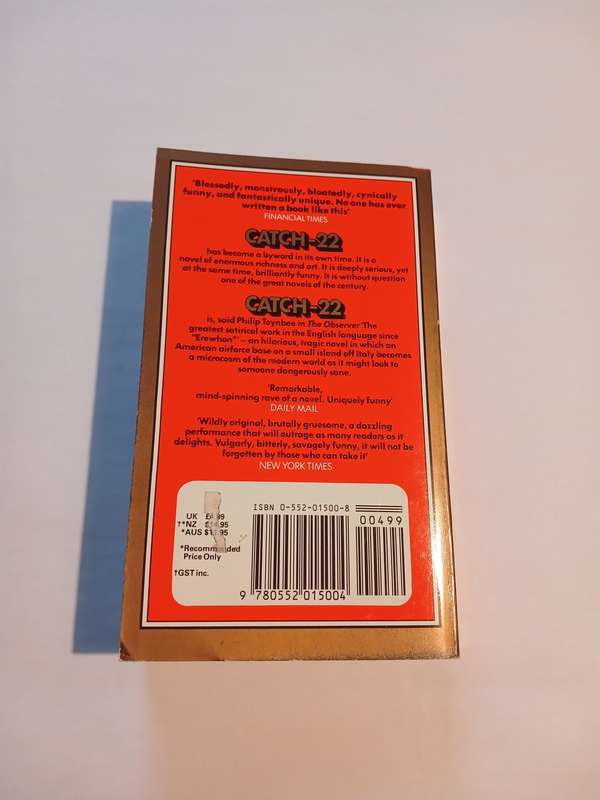 'Blessedly, monstrously, bloatedly, cynically
funny, and fantastically unique. No one has ever
written a book like this'
FINANCIAL TIMES
CATCH-22
has become a byword in its own time. It is a
novel of enormous richness and art. It is deeply serious, yet
at the same time, brilliantly funny. It is without question
one of the great novels of the century.
CATCH-22
is, said Philip Toynbee in The Observer 'The
greatest satirical work in the English language since
"Erewhon"' – an hilarious, tragic novel in which an
American airforce base on a small island off Italy becomes
a microcosm of the modern world as it might look to
someone dangerously sane.
'Remarkable,
mind-spinning rave of a novel. Uniquely funny'
DAILY MAIL
'Wildly original, brutally gruesome, a dazzling
performance that will outrage as many readers as it
delights. Vulgarly, bitterly, savagely funny, it will not be
forgotten by those who can take it'
NEW YORK TIMES
UK £4.99
†*NZ
*AUS
*Recommended
Price Only
†GST inc.
ISBN 0-552-01500-8
00499
9 780552 015004